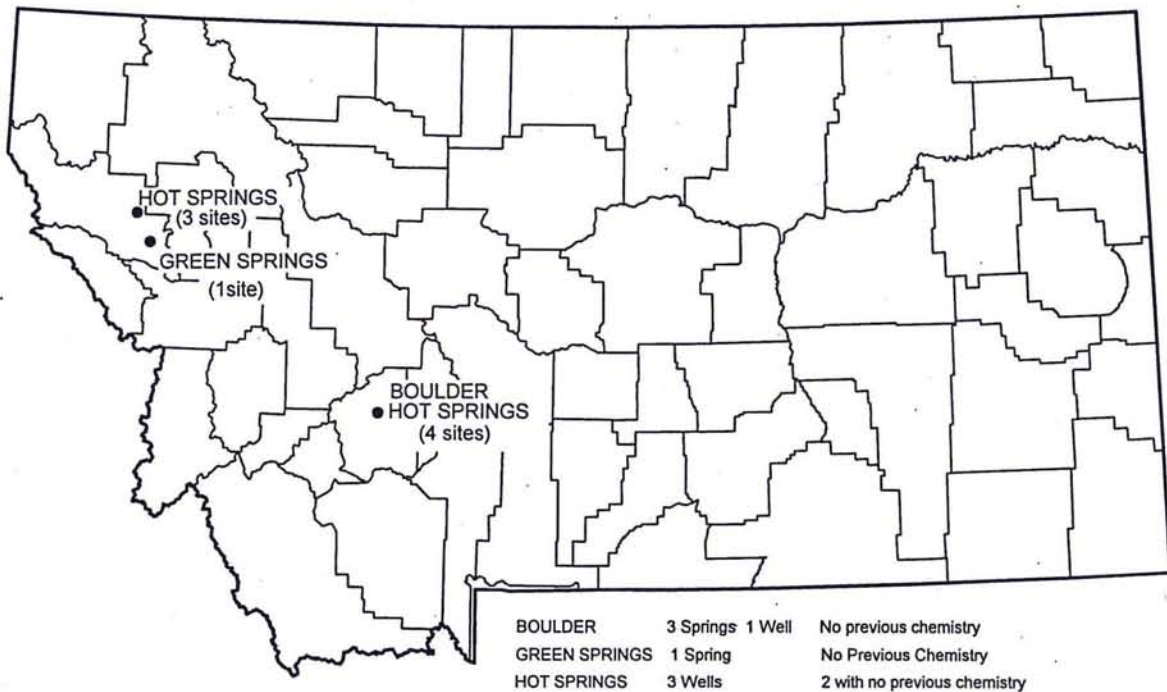 HOT SPRINGS
(3 sites)
GREEN SPRINGS
(1site)
BOULDER
HOT SPRINGS
(4 sites)
BOULDER 3 Springs 1 Well No previous chemistry
GREEN SPRINGS 1 Spring No Previous Chemistry
HOT SPRINGS 3 Wells 2 with no previous chemistry